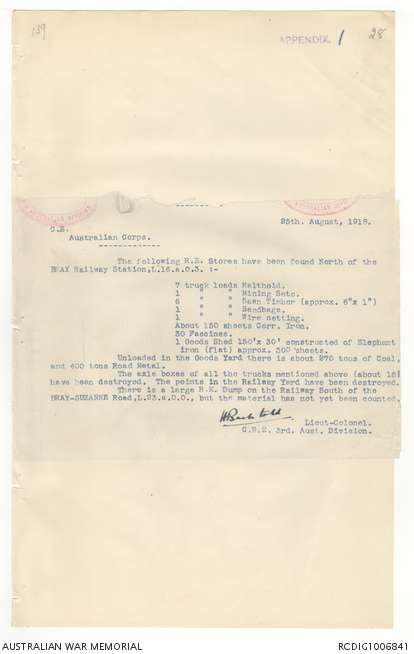 139
APPENDIX. 1 28
AUSTRALIAN
25th. August, 1918.
C.E.
Australian Corps.
The following R.E. Stores have been found North of the
BRAY Railway Station, L.16.a.0.3. :-
7 truck loads Malthoid.
1 " " Mining Sets.
6 " " Sawn Timber (approx. 6"x 1")
1 " " Sandbags.
1 " " Wire netting.
About 150 sheets Corr. Iron.
30 Fascines.
1 Goods Shed 150'x 30' constructed of Elephant
iron (flat) approx. 300 sheets.
Unloaded in the Goods Yard there is about 270 tons of Coal,
and 400 tons Road Metal.
The axle boxes of all the trucks mentioned above (about 16)
have been destroyed. The points in the Railway Yard have been destroyed.
There is a large R.E. Dump on the Railway South of the
BRAY-SUZANNE Road, L.23.a.0.0., but the material has not yet been counted.
Lieut-Colonel.
C.R.E. 3rd. Aust. Division.
AUSTRALIAN WAR MEMORIAL
RCDIG1006841